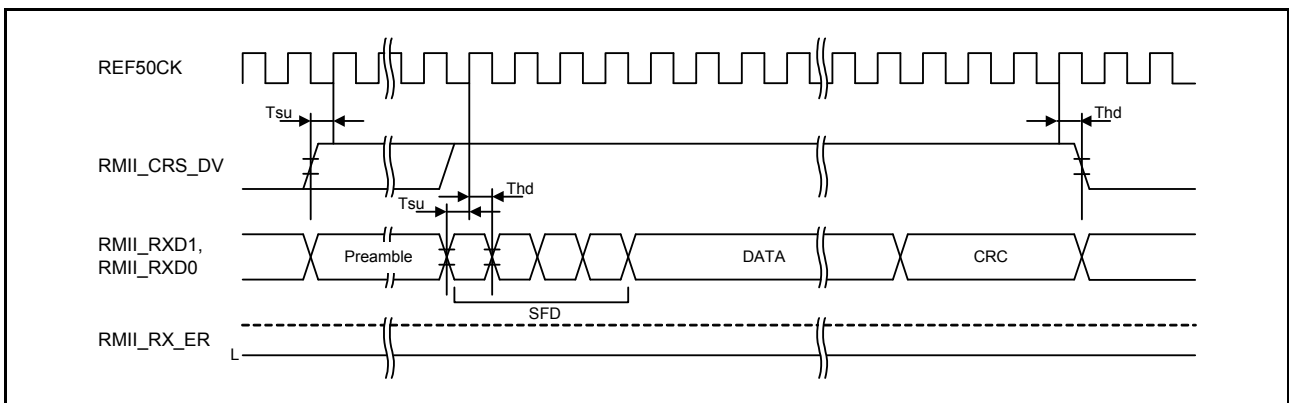 REF50CK
Tsu
Thd
RMII_CRS_DV
Thd
Tsu
RMII_RXD1,
RMII_RXD0
Preamble
DATA
CRC
SFD
RMII_RX_ER
L